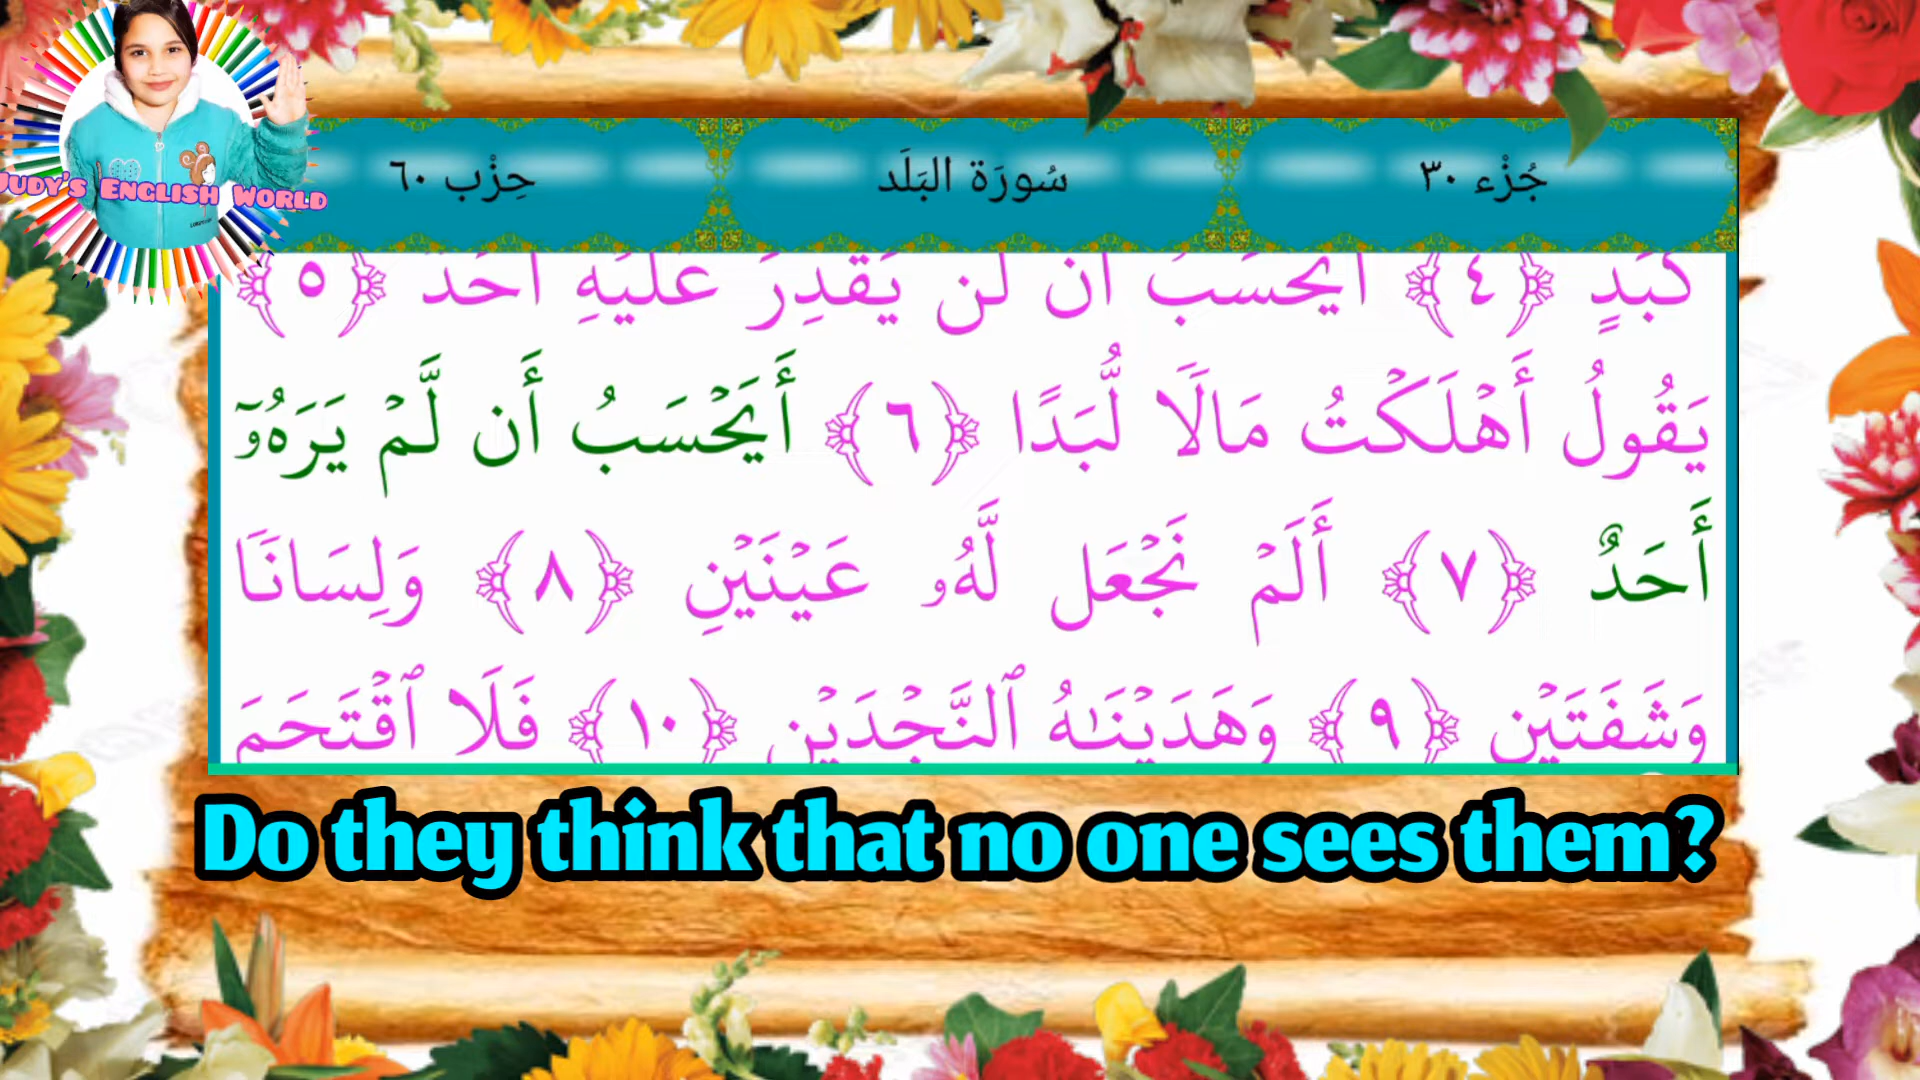 JUDY'S ENGLISH WORLD
جُزْء ٣٠
سُورَة البَلَد
حِزْب ٦٠
كَبَدٍ ﴿٤﴾ أَيَحْسَبُ أَن لَّن يَقْدِرَ عَلَيْهِ أَحَدٌ ﴿٥﴾
يَقُولُ أَهْلَكْتُ مَالًا لُّبَدًا ﴿٦﴾ أَيَحْسَبُ أَن لَّمْ يَرَهُۥٓ
أَحَدٌ ﴿٧﴾ أَلَمْ نَجْعَل لَّهُۥ عَيْنَيْنِ ﴿٨﴾ وَلِسَانًا
وَشَفَتَيْنِ ﴿٩﴾ وَهَدَيْنَٰهُ ٱلنَّجْدَيْنِ ﴿١٠﴾ فَلَا ٱقْتَحَمَ
Do they think that no one sees them?